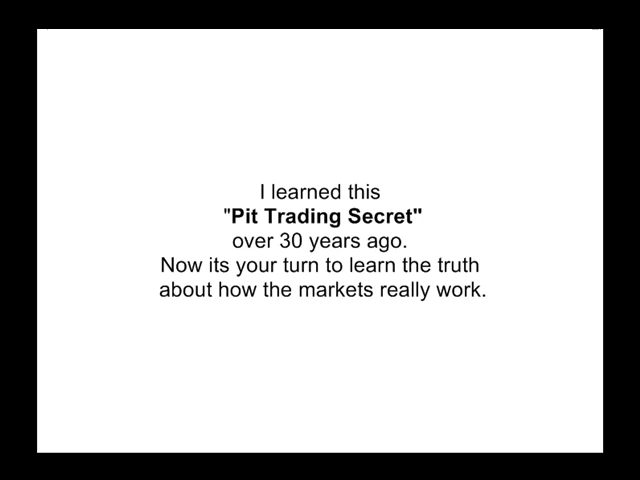 I learned this
"Pit Trading Secret"
over 30 years ago.
Now its your turn to learn the truth
about how the markets really work.